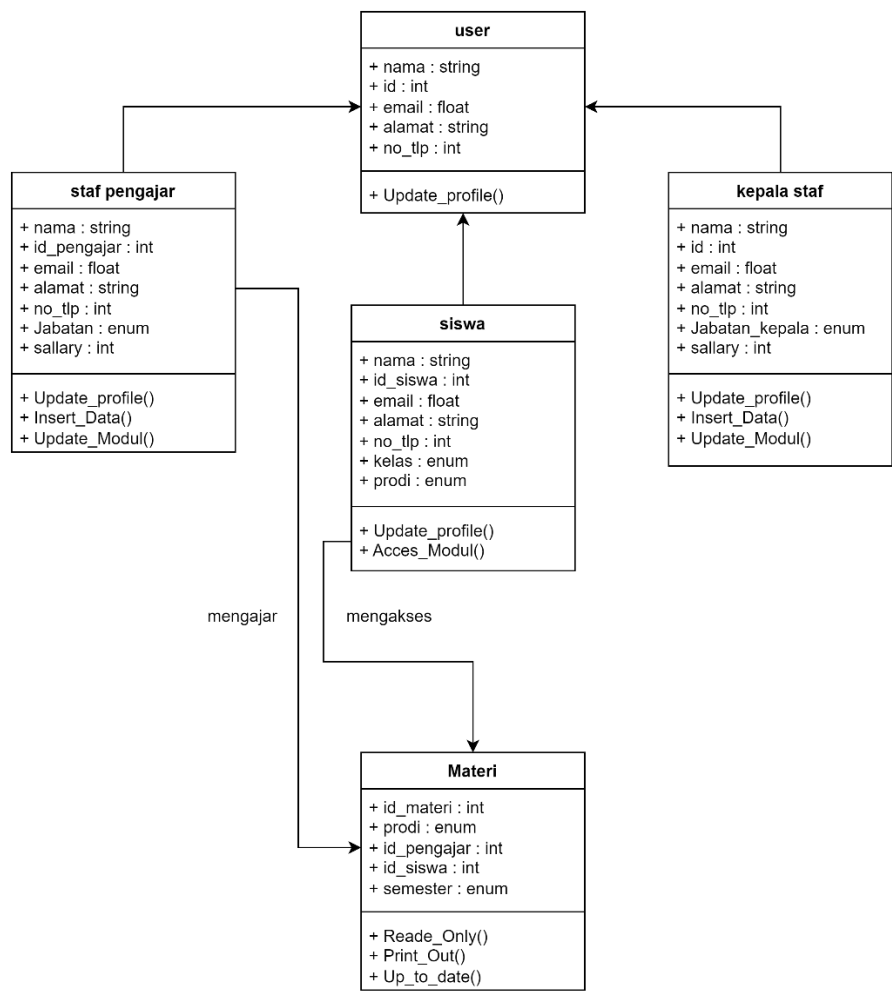 user
+ nama : string
+ id : int
+ email : float
+ alamat : string
+ no_tlp : int
+ Update_profile()
staf pengajar
+ nama : string
+ id_pengajar : int
+ email : float
+ alamat : string
+ no_tlp : int
+ Jabatan : enum
+ sallary : int
+ Update_profile()
+ Insert_Data()
+ Update_Modul()
kepala staf
+ nama : string
+ id : int
+ email : float
+ alamat : string
+ no_tlp : int
+ Jabatan_kepala : enum
+ sallary : int
+ Update_profile()
+ Insert_Data()
+ Update_Modul()
siswa
+ nama : string
+ id_siswa : int
+ email : float
+ alamat : string
+ no_tlp : int
+ kelas : enum
+ prodi : enum
+ Update_profile()
+ Acces_Modul()
mengajar
mengakses
Materi
+ id_materi : int
+ prodi : enum
+ id_pengajar : int
+ id_siswa : int
+ semester : enum
+ Reade_Only()
+ Print_Out()
+ Up_to_date()